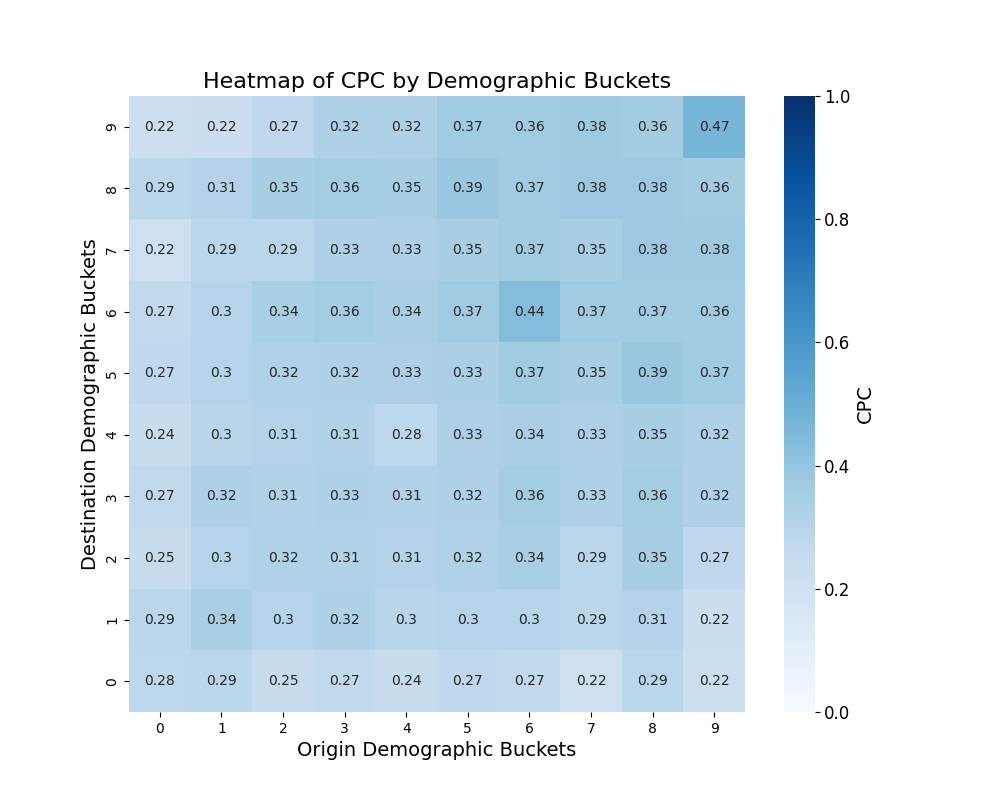 Heatmap of CPC by Demographic Buckets
9 0.22 0.22 0.27 0.32 0.32 0.37 0.36 0.38 0.36 0.47
8 0.29 0.31 0.35 0.36 0.35 0.39 0.37 0.38 0.38 0.36
7 0.22 0.29 0.29 0.33 0.33 0.35 0.37 0.35 0.38 0.38
6 0.27 0.3 0.34 0.36 0.34 0.37 0.44 0.37 0.37 0.36
5 0.27 0.3 0.32 0.32 0.33 0.33 0.37 0.35 0.39 0.37
4 0.24 0.3 0.31 0.31 0.28 0.33 0.34 0.33 0.35 0.32
3 0.27 0.32 0.31 0.33 0.31 0.32 0.36 0.33 0.36 0.32
2 0.25 0.3 0.32 0.31 0.31 0.32 0.34 0.29 0.35 0.27
1 0.29 0.34 0.3 0.32 0.3 0.3 0.3 0.29 0.31 0.22
0 0.28 0.29 0.25 0.27 0.24 0.27 0.27 0.22 0.29 0.22
0 1 2 3 4 5 6 7 8 9
Origin Demographic Buckets
Destination Demographic Buckets
1.0
0.8
0.6
0.4
0.2
0.0
CPC